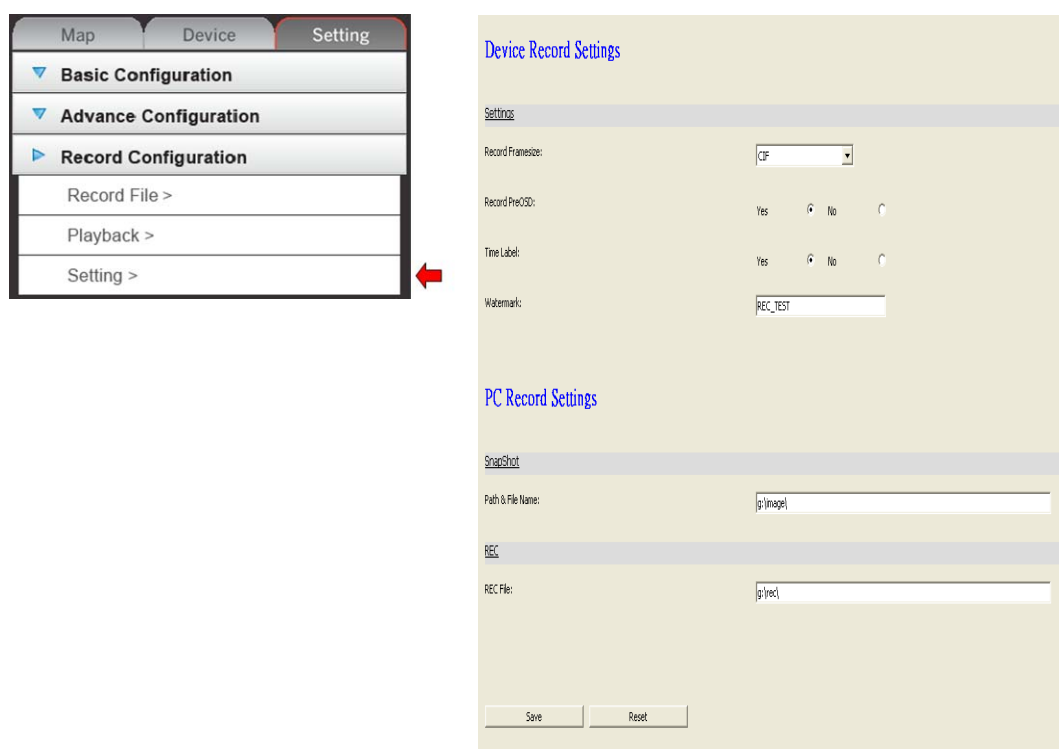 Map Device Setting
Basic Configuration
Advance Configuration
Record Configuration
Record File >
Playback >
Setting >
Device Record Settings
Settings
Record Framesize: CIF
Record PreOSD: Yes No
Time Label: Yes No
Watermark: REC_TEST
PC Record Settings
SnapShot
Path & File Name: g:\image\
REC
REC File: g:\rec\
Save Reset